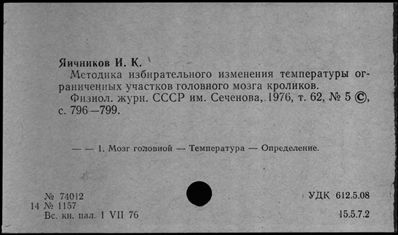 Яичников И. К.
Методика избирательного изменения температуры ог-
раниченных участков головного мозга кроликов.
Физиол. журн. СССР им. Сеченова, 1976, т. 62, № 5 ©,
с. 796—799.
— — 1. Мозг головной — Температура — Определение.
№ 74012
14 № 1157
Вс. кн. пал. 1 VII 76
УДК 612.5.08
15.5.7.2